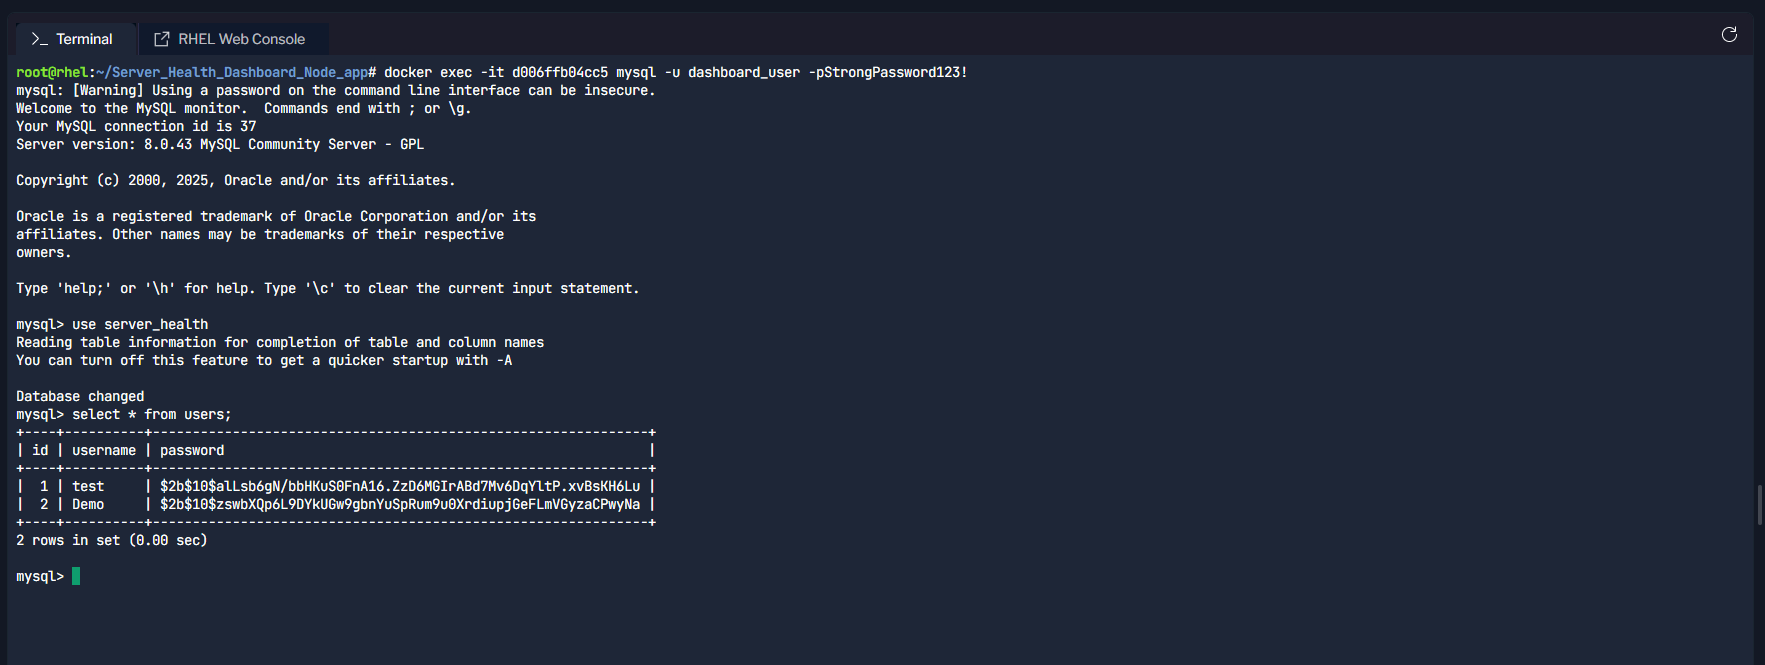 Terminal RHEL Web Console
root@rhel:~/Server_Health_Dashboard_Node_app# docker exec -it d006ffb04cc5 mysql -u dashboard_user -pStrongPassword123!
mysql: [Warning] Using a password on the command line interface can be insecure.
Welcome to the MySQL monitor.  Commands end with ; or \g.
Your MySQL connection id is 37
Server version: 8.0.43 MySQL Community Server - GPL

Copyright (c) 2000, 2025, Oracle and/or its affiliates.

Oracle is a registered trademark of Oracle Corporation and/or its
affiliates. Other names may be trademarks of their respective
owners.

Type 'help;' or '\h' for help. Type '\c' to clear the current input statement.

mysql> use server_health
Reading table information for completion of table and column names
You can turn off this feature to get a quicker startup with -A

Database changed
mysql> select * from users;
+----+----------+--------------------------------------------------------------+
| id | username | password                                                     |
+----+----------+--------------------------------------------------------------+
|  1 | test     | $2b$10$alLsb6gN/bbHKuS0FnA16.ZzD6MGIrABd7Mv6DqYltP.xvBsKH6Lu |
|  2 | Demo     | $2b$10$zswbXQp6L9DYkUGw9gbnYuSpRum9u0XrdiupjGeFLmVGyzaCPwyNa |
+----+----------+--------------------------------------------------------------+
2 rows in set (0.00 sec)

mysql>